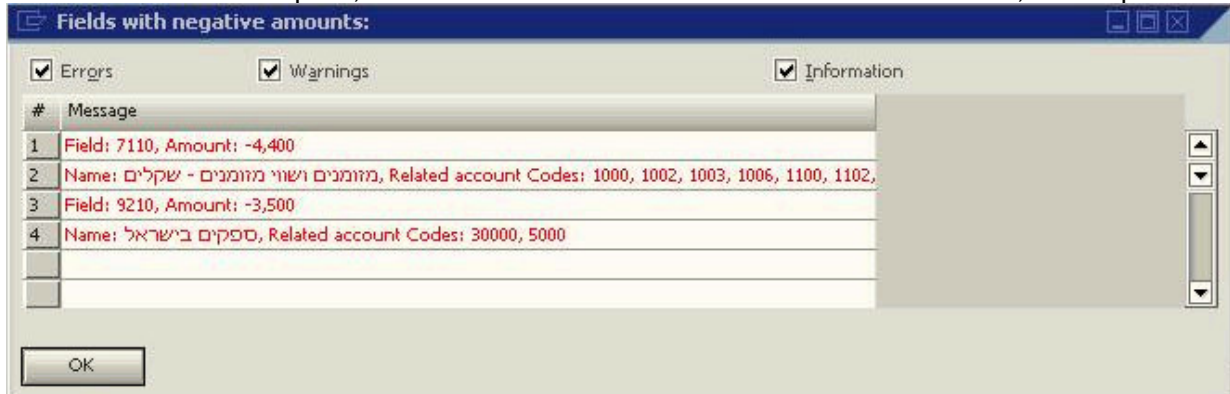 Fields with negative amounts:
Errors Warnings Information
# Message
1 Field: 7110, Amount: -4,400
2 Name: מזומנים ושווי מזומנים - שקלים, Related account Codes: 1000, 1002, 1003, 1006, 1100, 1102,
3 Field: 9210, Amount: -3,500
4 Name: ספקים בישראל, Related account Codes: 30000, 5000
OK